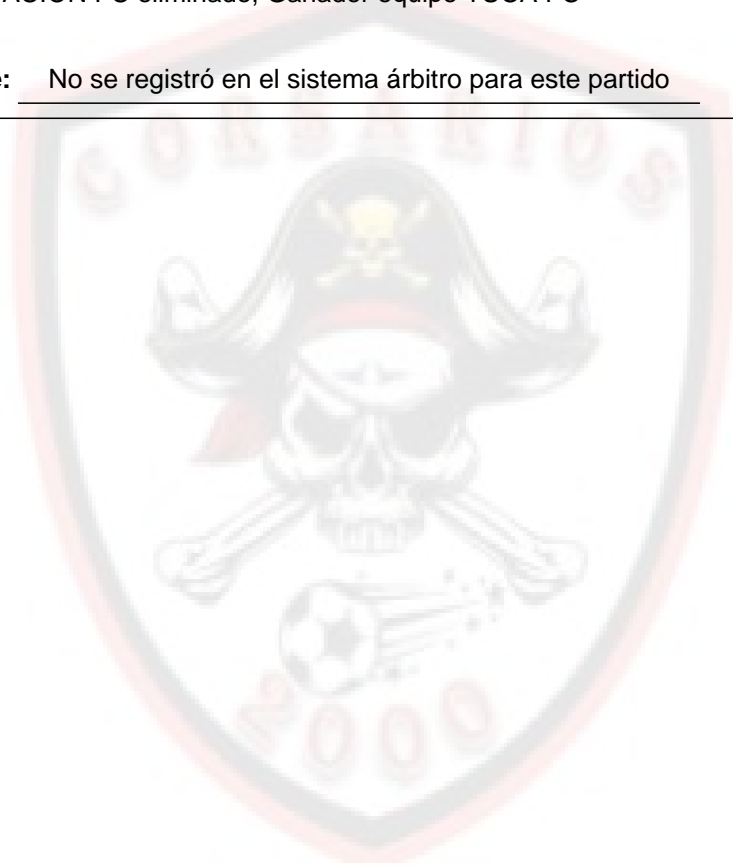 eliminado, Ganador equipo
No se registró en el sistema árbitro para este partido
CORSARIOS
2000